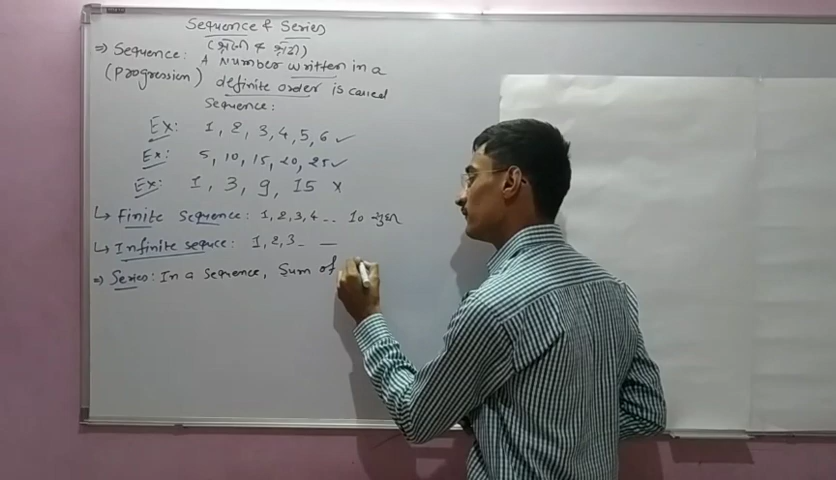 Sequence & Series
⇒ Sequence: A Number written in a
(Progression) definite order is called
Sequence:
Ex: 1, 2, 3, 4, 5, 6 ✓
Ex: 5, 10, 15, 20, 25 ✓
Ex: 1, 3, 9, 15 ×
↳ Finite Sequence: 1, 2, 3, 4 -- 10
↳ Infinite sequce: 1, 2, 3 - —
⇒ Series: In a Sequence, Sum of